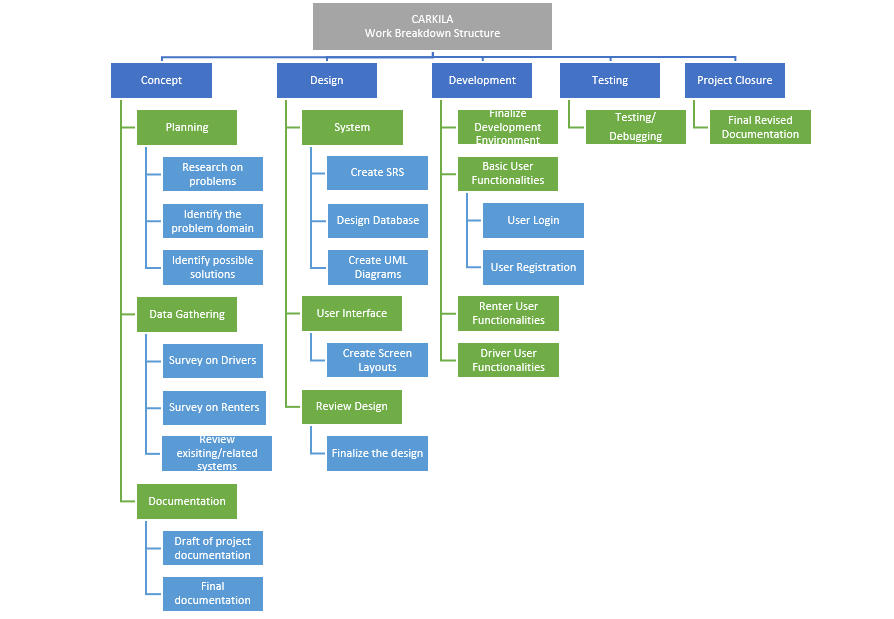 CARKILA
Work Breakdown Structure
Concept
Planning
Research on
problems
Identify the
problem domain
Identify possible
solutions
Data Gathering
Survey on Drivers
Survey on Renters
Review
exisiting/related
systems
Documentation
Draft of project
documentation
Final
documentation
Design
System
Create SRS
Design Database
Create UML
Diagrams
User Interface
Create Screen
Layouts
Review Design
Finalize the design
Development
Finalize
Development
Environment
Basic User
Functionalities
User Login
User Registration
Renter User
Functionalities
Driver User
Functionalities
Testing
Testing/
Debugging
Project Closure
Final Revised
Documentation